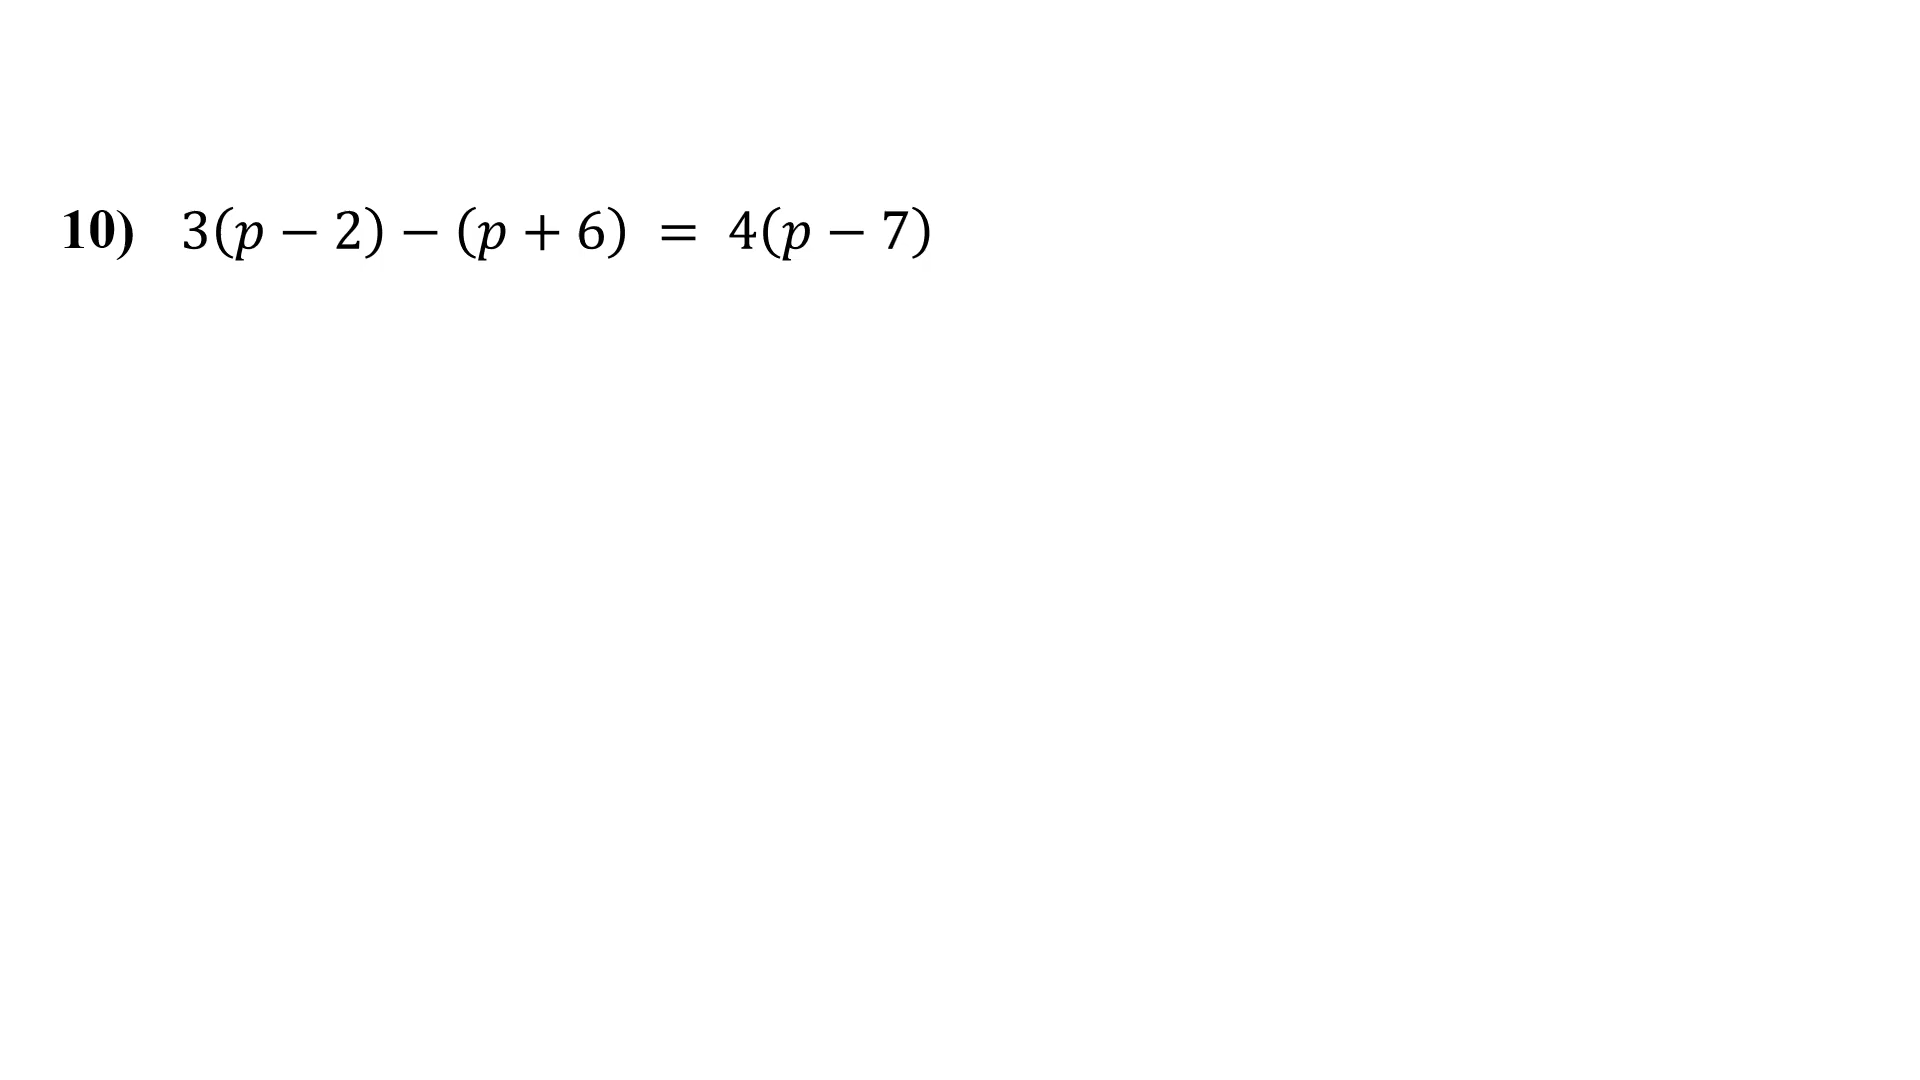 10) 3(p − 2) − (p + 6) = 4(p − 7)